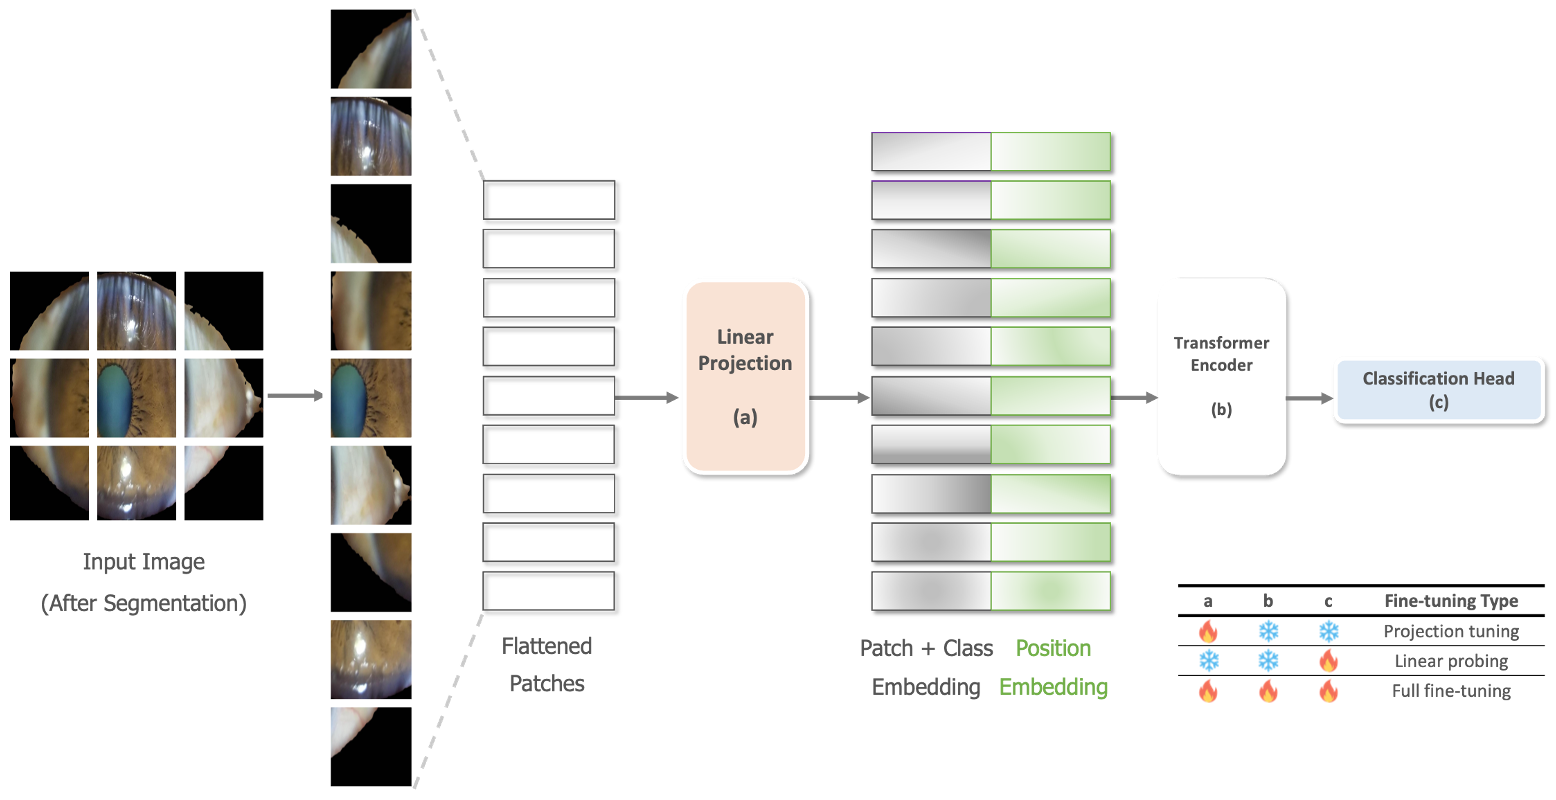 Input Image
(After Segmentation)
Flattened
Patches
Linear
Projection
(a)
Patch + Class
Embedding
Position
Embedding
Transformer
Encoder
(b)
Classification Head
(c)
a b c Fine-tuning Type
Projection tuning
Linear probing
Full fine-tuning